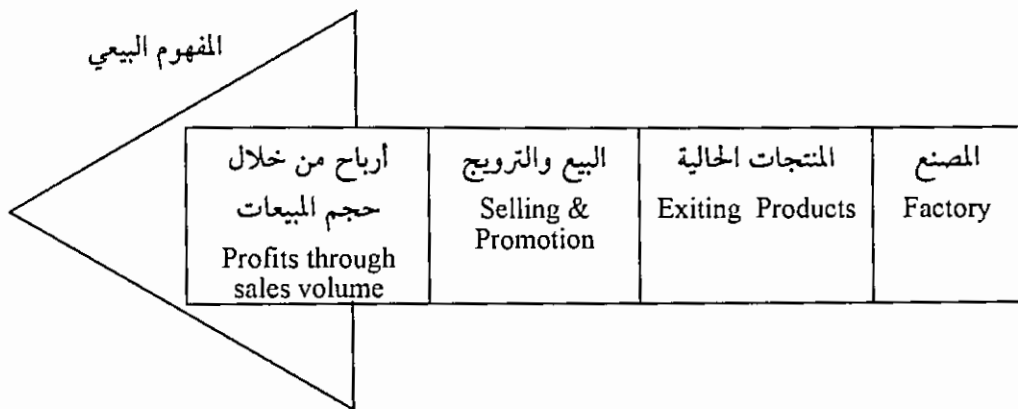 المفهوم البيعي
المصنع
Factory
المنتجات الحالية
Exiting Products
البيع والترويج
Selling &
Promotion
أرباح من خلال
حجم المبيعات
Profits through
sales volume